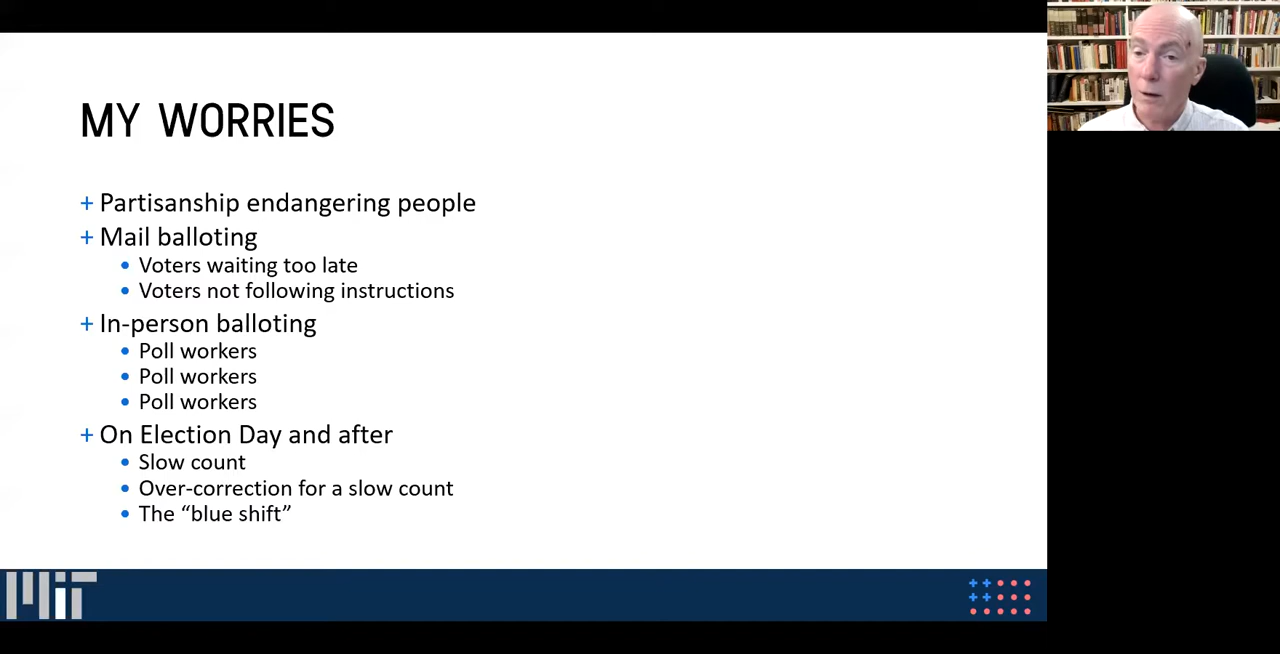 MY WORRIES
+ Partisanship endangering people
+ Mail balloting
• Voters waiting too late
• Voters not following instructions
+ In-person balloting
• Poll workers
• Poll workers
• Poll workers
+ On Election Day and after
• Slow count
• Over-correction for a slow count
• The “blue shift”
MIT